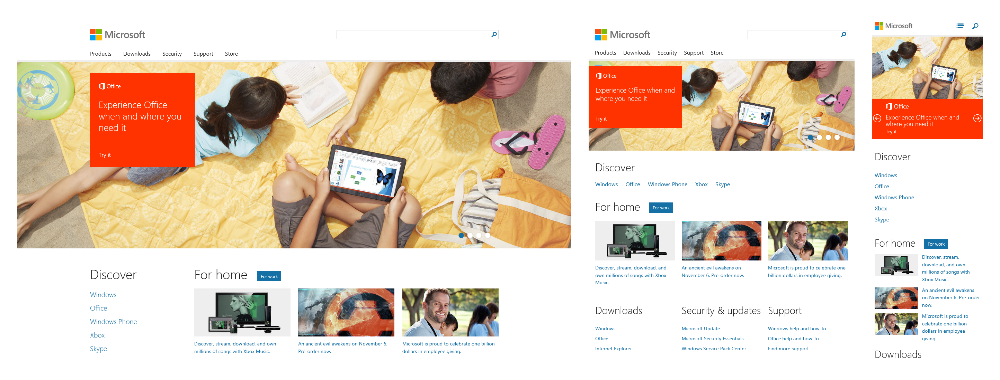 Microsoft
Products Downloads Security Support Store
Office
Experience Office
when and where you
need it
Try it
Butterfly lifecycle
Discover
Windows
Office
Windows Phone
Xbox
Skype
For home
For work
Discover, stream, download, and own
millions of songs with Xbox Music.
An ancient evil awakens on November 6.
Pre-order now.
Microsoft is proud to celebrate one billion
dollars in employee giving.
Microsoft
Products Downloads Security Support Store
Office
Experience Office when and
where you need it
Try it
Discover
Windows Office Windows Phone Xbox Skype
For home
For work
Discover, stream, download, and
own millions of songs with Xbox
Music.
An ancient evil awakens on
November 6. Pre-order now.
Microsoft is proud to celebrate one
billion dollars in employee giving.
Downloads
Windows
Office
Internet Explorer
Security & updates
Microsoft Update
Microsoft Security Essentials
Windows Service Pack Center
Support
Windows help and how-to
Office help and how-to
Find more support
Microsoft
Office
Experience Office when and
where you need it
Try it
Discover
Windows
Office
Windows Phone
Xbox
Skype
For home
For work
Discover, stream,
download, and own
millions of songs with
Xbox Music.
An ancient evil awakens
on November 6. Pre-order
now.
Microsoft is proud to
celebrate one billion
dollars in employee
giving.
Downloads